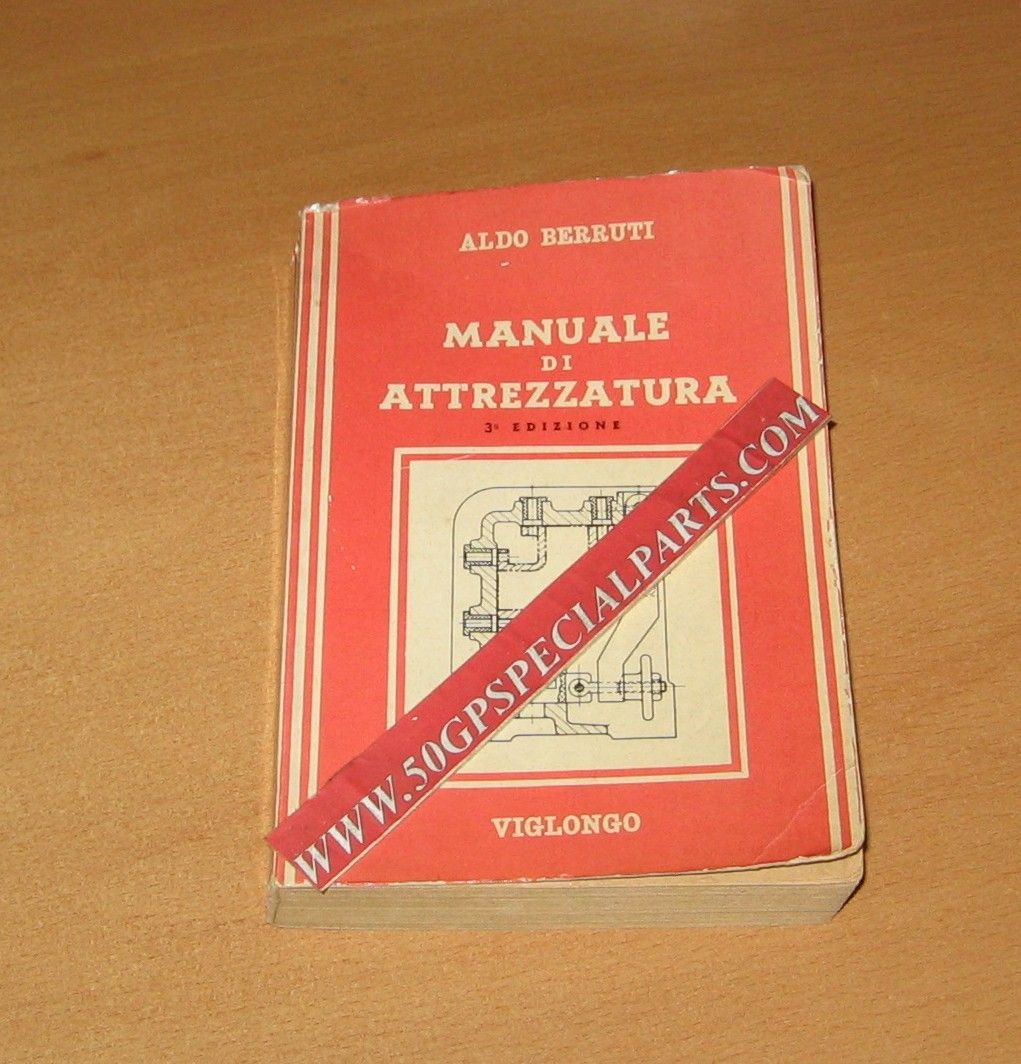 ALDO BERRUTI
MANUALE
DI
ATTREZZATURA
3ª EDIZIONE
WWW.50GPSPECIALPARTS.COM
VIGLONGO